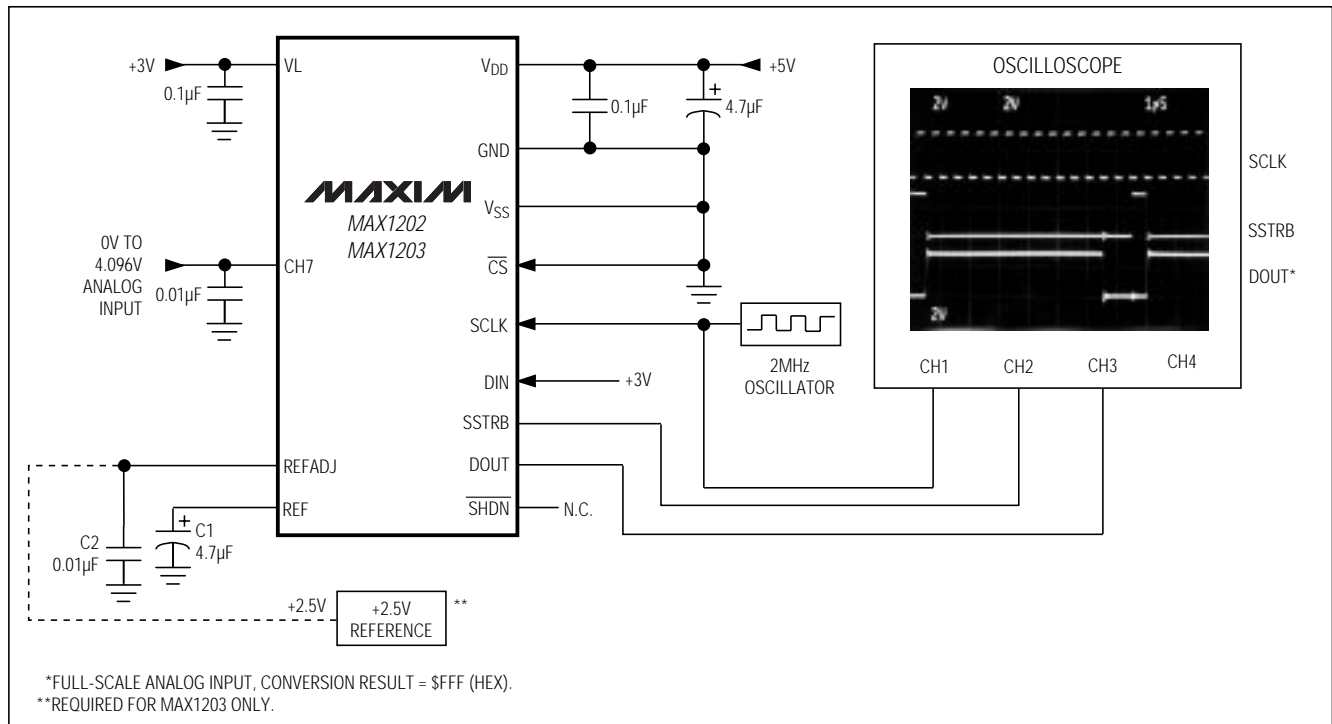 +3V
VL
0.1µF
VDD
+5V
0.1µF
+
4.7µF
GND
MAXIM
MAX1202
MAX1203
VSS
0V TO
4.096V
ANALOG
INPUT
CH7
0.01µF
CS
SCLK
2MHz
OSCILLATOR
DIN
+3V
SSTRB
DOUT
SHDN
N.C.
REFADJ
REF
C2
0.01µF
+
C1
4.7µF
+2.5V
+2.5V
REFERENCE
**
OSCILLOSCOPE
2V
2V
1µS
SCLK
SSTRB
DOUT*
2V
CH1
CH2
CH3
CH4
*FULL-SCALE ANALOG INPUT, CONVERSION RESULT = $FFF (HEX).
**REQUIRED FOR MAX1203 ONLY.